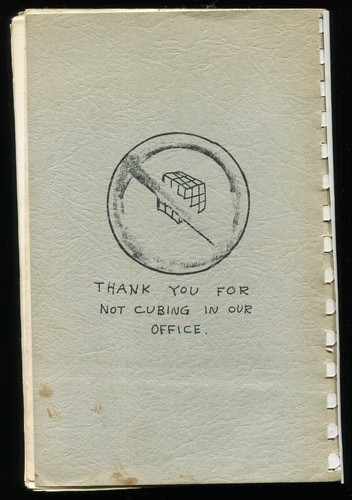 THANK YOU FOR
NOT CUBING IN OUR
OFFICE.